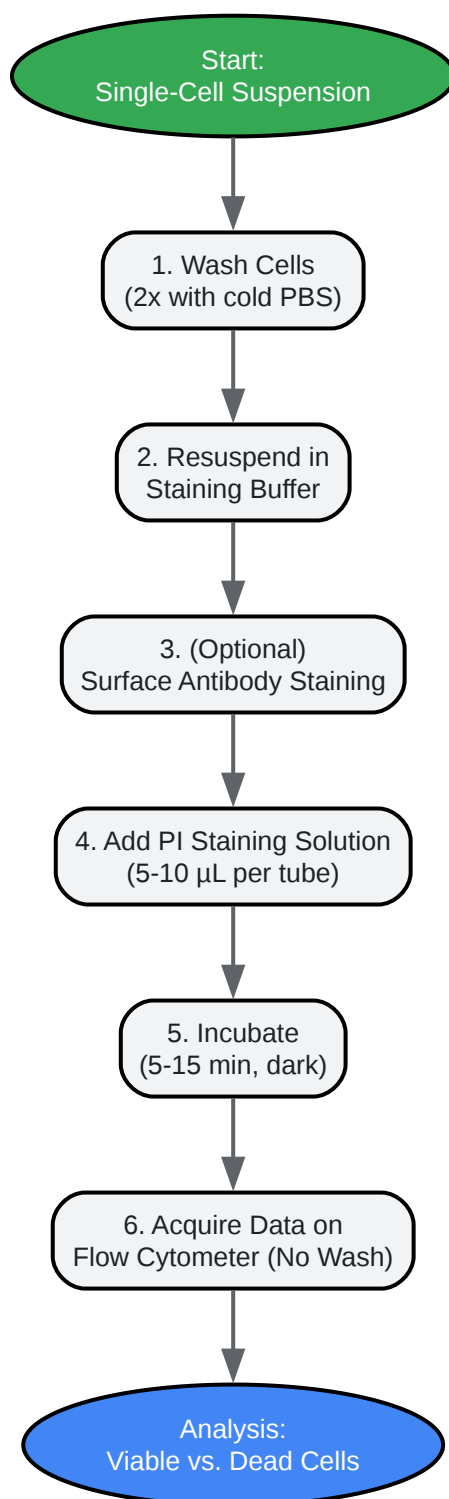 Start:
Single-Cell Suspension
1. Wash Cells
(2x with cold PBS)
2. Resuspend in
Staining Buffer
3. (Optional)
Surface Antibody Staining
4. Add PI Staining Solution
(5-10 µL per tube)
5. Incubate
(5-15 min, dark)
6. Acquire Data on
Flow Cytometer (No Wash)
Analysis:
Viable vs. Dead Cells